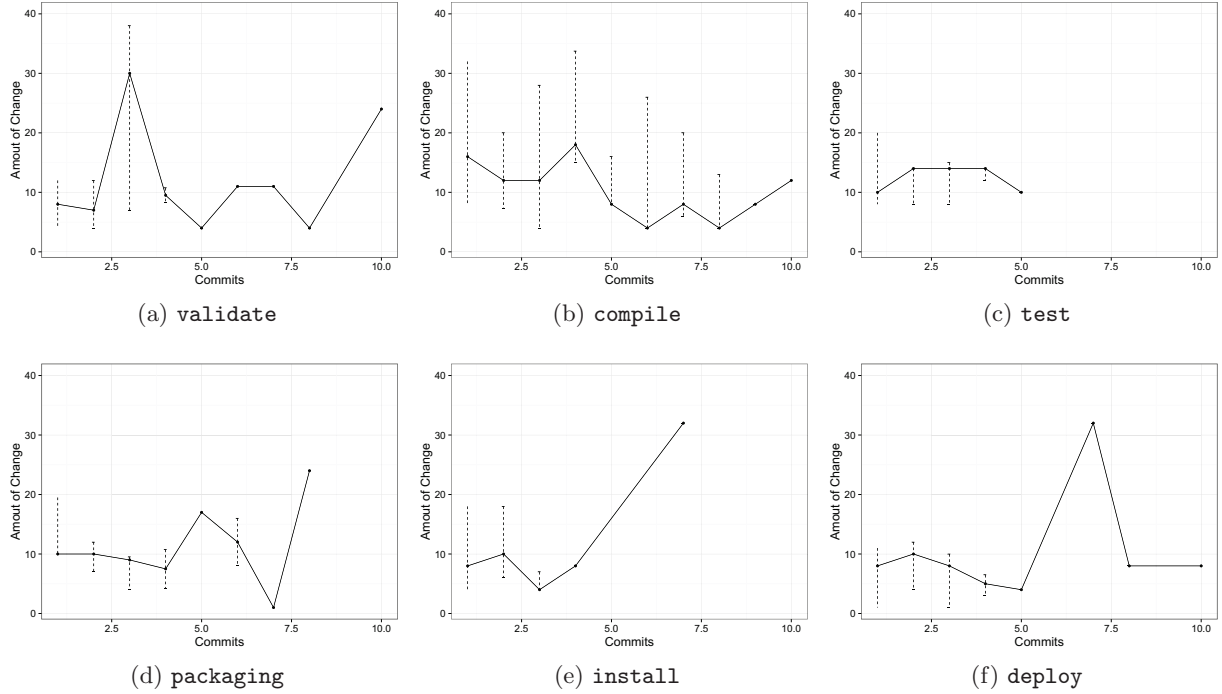 40
30
20
10
0
Amout of Change
2.5 5.0 7.5 10.0
Commits
(a) validate
40
30
20
10
0
Amout of Change
2.5 5.0 7.5 10.0
Commits
(b) compile
40
30
20
10
0
Amout of Change
2.5 5.0 7.5 10.0
Commits
(c) test
40
30
20
10
0
Amout of Change
2.5 5.0 7.5 10.0
Commits
(d) packaging
40
30
20
10
0
Amout of Change
2.5 5.0 7.5 10.0
Commits
(e) install
40
30
20
10
0
Amout of Change
2.5 5.0 7.5 10.0
Commits
(f) deploy